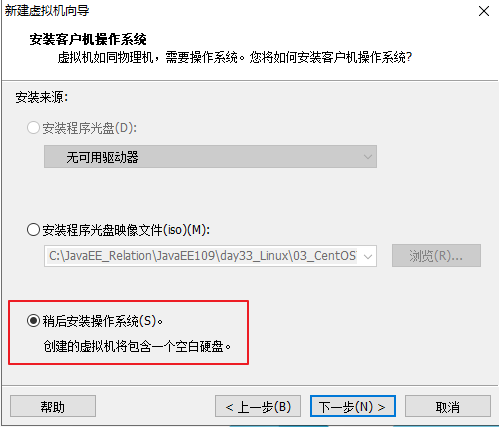 新建虚拟机向导
安装客户机操作系统
虚拟机如同物理机，需要操作系统。您将如何安装客户机操作系统?
安装来源:
安装程序光盘(D):
无可用驱动器
安装程序光盘映像文件(iso)(M):
C:\JavaEE_Relation\JavaEE109\day33_Linux\03_CentOS
浏览(R)...
稍后安装操作系统(S)。
创建的虚拟机将包含一个空白硬盘。
帮助
< 上一步(B)
下一步(N) >
取消